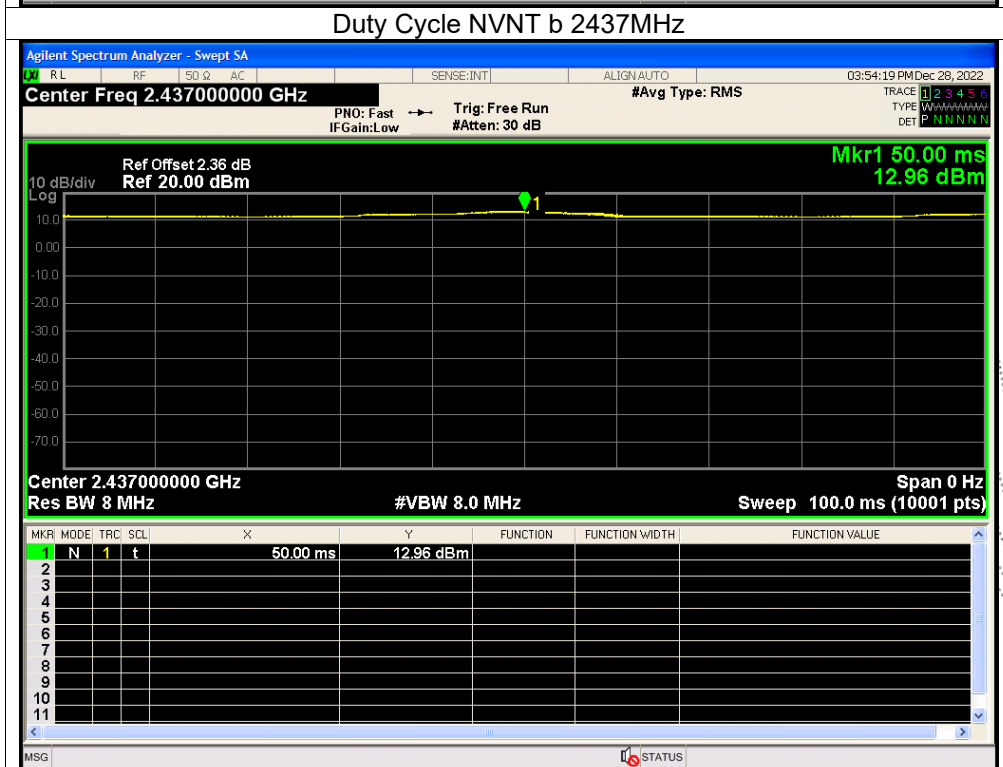 Duty Cycle NVNT b 2437MHz
Agilent Spectrum Analyzer - Swept SA
LXI RL RF 50 Ω AC SENSE:INT ALIGN AUTO 03:54:19 PM Dec 28, 2022
Center Freq 2.437000000 GHz #Avg Type: RMS TRACE 1 2 3 4 5 6
PNO: Fast Trig: Free Run TYPE W
IFGain:Low #Atten: 30 dB DET P N N N N N
Mkr1 50.00 ms
Ref Offset 2.36 dB
10 dB/div Ref 20.00 dBm 12.96 dBm
Log
1
10.0
0.00
-10.0
-20.0
-30.0
-40.0
-50.0
-60.0
-70.0
Center 2.437000000 GHz Span 0 Hz
Res BW 8 MHz #VBW 8.0 MHz Sweep 100.0 ms (10001 pts)
MKR MODE TRC SCL X Y FUNCTION FUNCTION WIDTH FUNCTION VALUE
1 N 1 t 50.00 ms 12.96 dBm
2
3
4
5
6
7
8
9
10
11
MSG STATUS